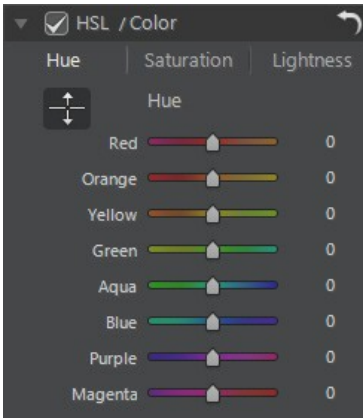 HSL / Color
Hue Saturation Lightness
Hue
Red 0
Orange 0
Yellow 0
Green 0
Aqua 0
Blue 0
Purple 0
Magenta 0